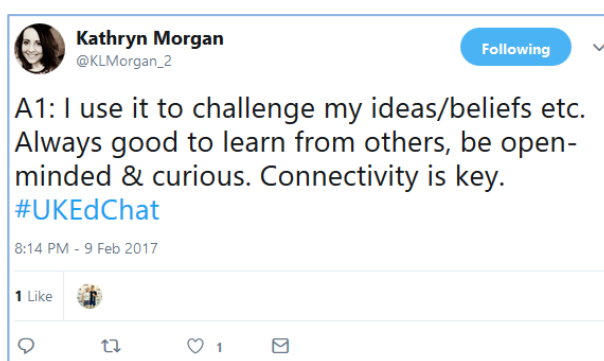 Kathryn Morgan
@KLMorgan_2
Following
A1: I use it to challenge my ideas/beliefs etc.
Always good to learn from others, be open-
minded & curious. Connectivity is key.
#UKEdChat
8:14 PM - 9 Feb 2017
1 Like
1